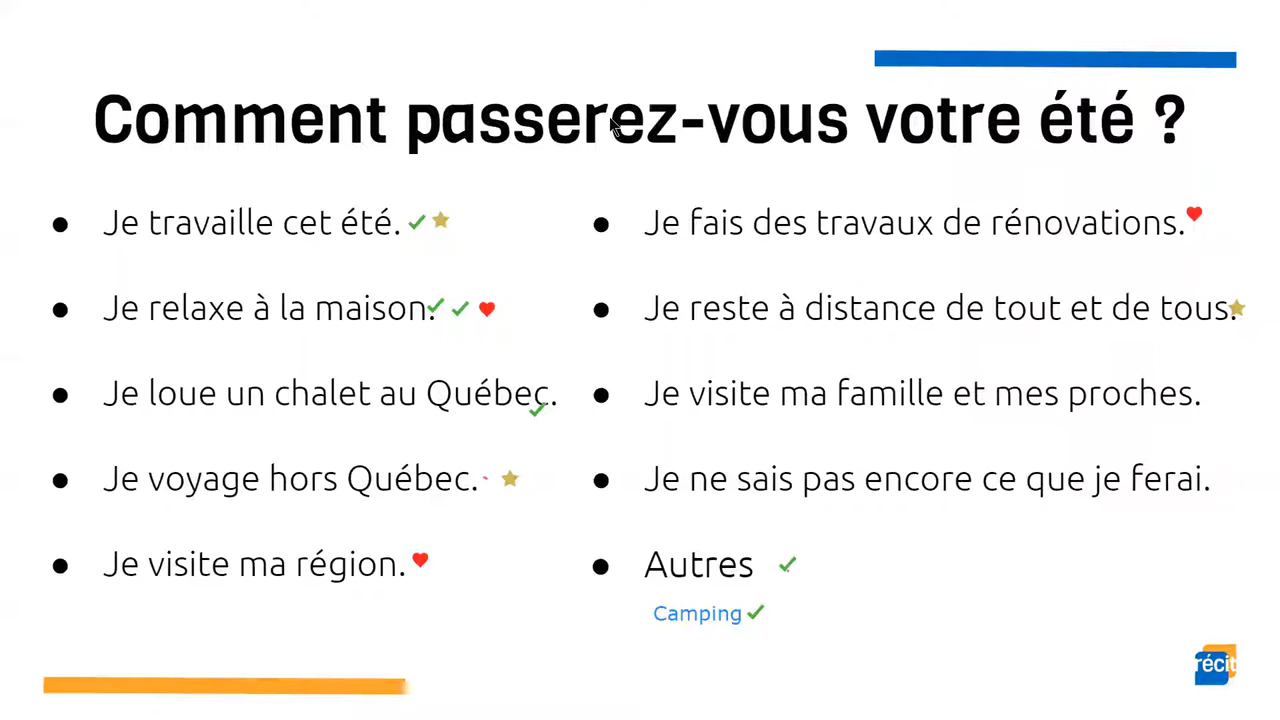 Comment passerez-vous votre été ?
● Je travaille cet été.
● Je relaxe à la maison.
● Je loue un chalet au Québec.
● Je voyage hors Québec.
● Je visite ma région.
● Je fais des travaux de rénovations.
● Je reste à distance de tout et de tous.
● Je visite ma famille et mes proches.
● Je ne sais pas encore ce que je ferai.
● Autres
Camping
récit